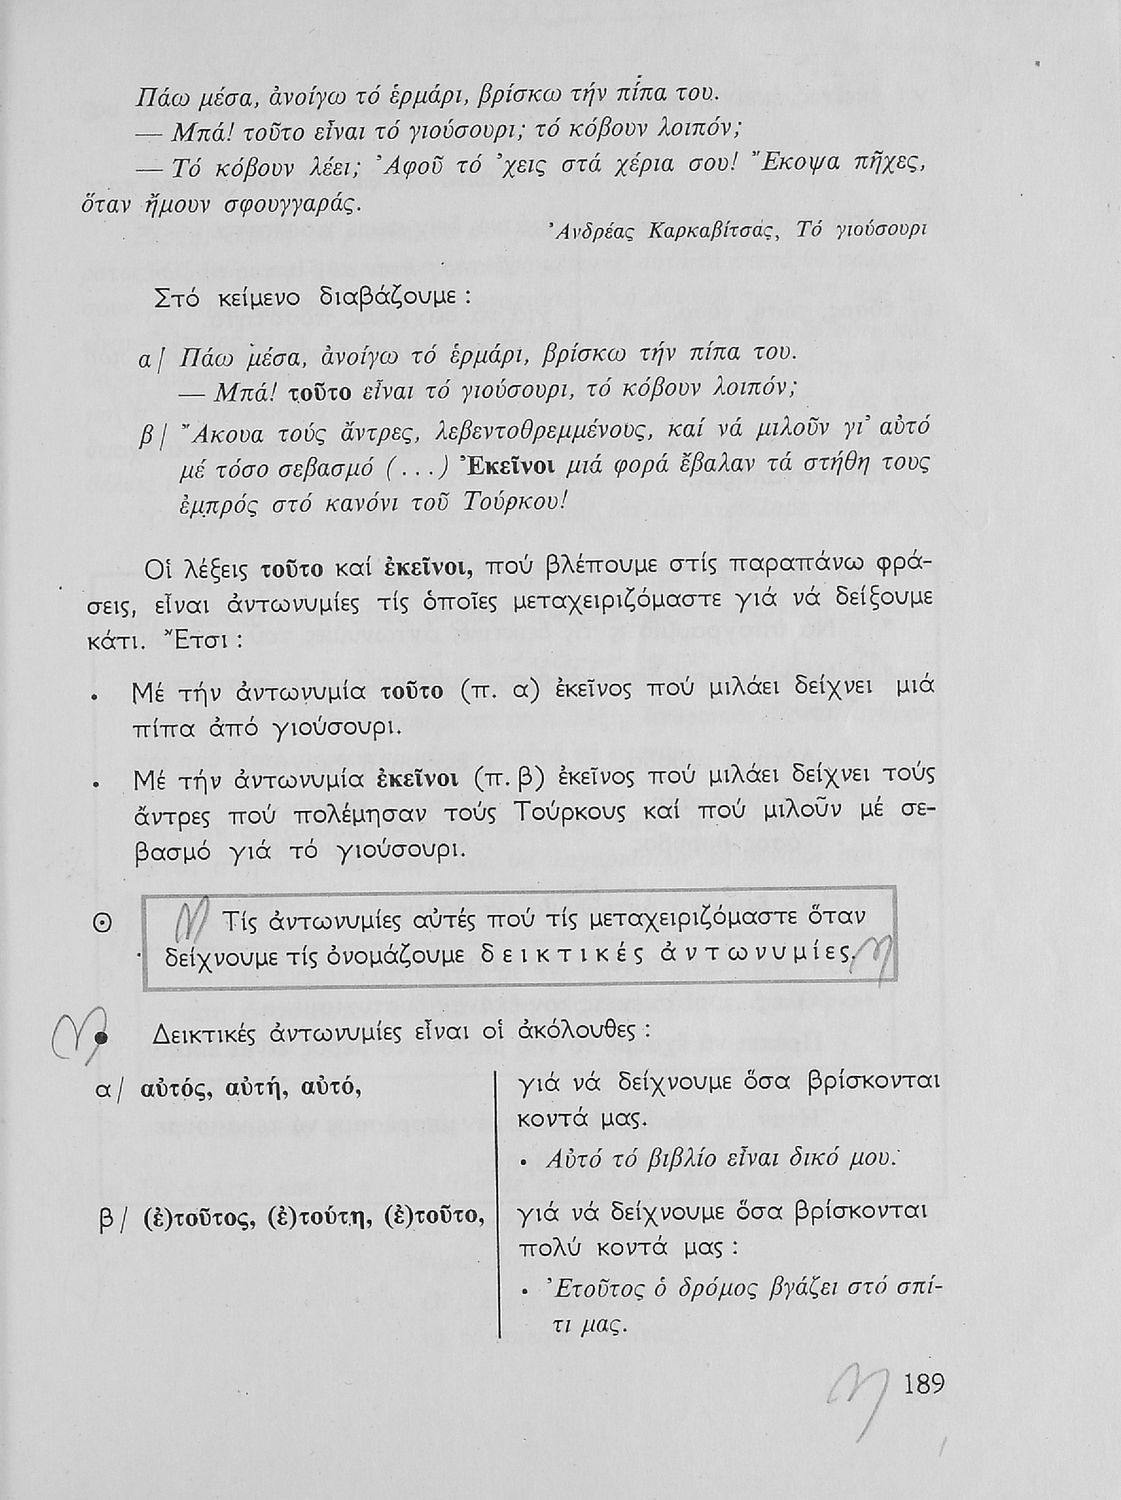 Πάω μέσα, ἀνοίγω τό ἑρμάρι, βρίσκω τήν πίπα του.
— Μπά! τοῦτο εἶναι τό γιούσουρι; τό κόβουν λοιπόν;
— Τό κόβουν λέει; Ἀφοῦ τό ᾽χεις στά χέρια σου! Ἔκοψα πῆχες,
ὅταν ἤμουν σφουγγαράς.
Ἀνδρέας Καρκαβίτσας, Τό γιούσουρι
Στό κείμενο διαβάζουμε :
α/ Πάω μέσα, ἀνοίγω τό ἑρμάρι, βρίσκω τήν πίπα του.
— Μπά! τοῦτο εἶναι τό γιούσουρι, τό κόβουν λοιπόν;
β/ Ἄκουα τούς ἄντρες, λεβεντοθρεμμένους, καί νά μιλοῦν γι᾽ αὐτό
μέ τόσο σεβασμό (...) Ἐκεῖνοι μιά φορά ἔβαλαν τά στήθη τους
ἐμπρός στό κανόνι τοῦ Τούρκου!
Οἱ λέξεις τοῦτο καί ἐκεῖνοι, πού βλέπουμε στίς παραπάνω φρά-
σεις, εἶναι ἀντωνυμίες τίς ὁποῖες μεταχειριζόμαστε γιά νά δείξουμε
κάτι. Ἔτσι :
• Μέ τήν ἀντωνυμία τοῦτο (π. α) ἐκεῖνος πού μιλάει δείχνει μιά
πίπα ἀπό γιούσουρι.
• Μέ τήν ἀντωνυμία ἐκεῖνοι (π. β) ἐκεῖνος πού μιλάει δείχνει τούς
ἄντρες πού πολέμησαν τούς Τούρκους καί πού μιλοῦν μέ σε-
βασμό γιά τό γιούσουρι.
⊙ Τίς ἀντωνυμίες αὐτές πού τίς μεταχειριζόμαστε ὅταν
δείχνουμε τίς ὀνομάζουμε δεικτικές ἀντωνυμίες.
• Δεικτικές ἀντωνυμίες εἶναι οἱ ἀκόλουθες :
α/ αὐτός, αὐτή, αὐτό,
γιά νά δείχνουμε ὅσα βρίσκονται
κοντά μας.
• Αὐτό τό βιβλίο εἶναι δικό μου.
β/ (ἐ)τοῦτος, (ἐ)τούτη, (ἐ)τοῦτο,
γιά νά δείχνουμε ὅσα βρίσκονται
πολύ κοντά μας :
• Ἐτοῦτος ὁ δρόμος βγάζει στό σπί-
τι μας.
189